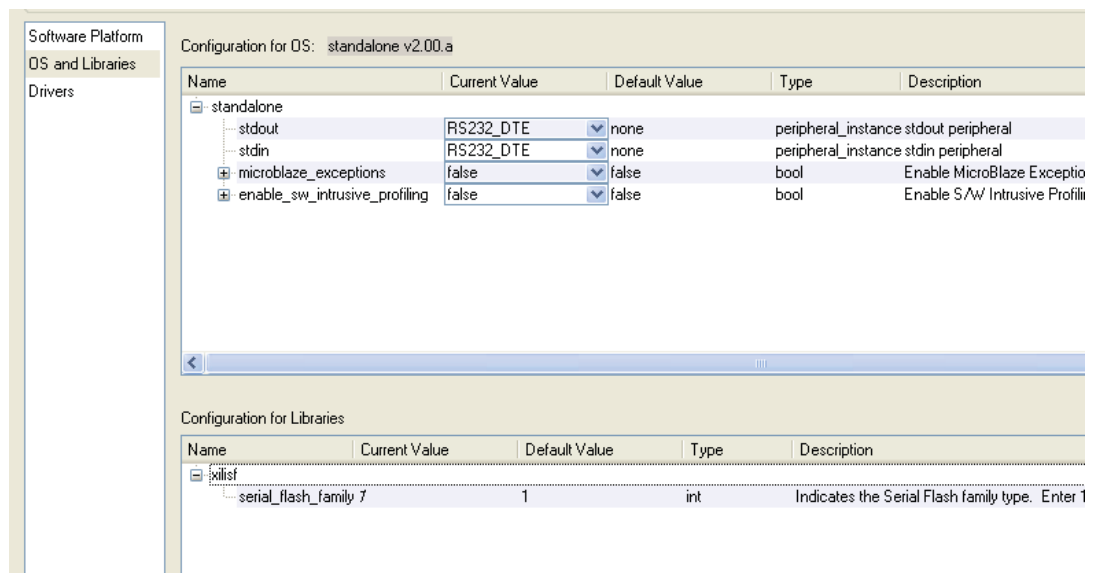 Software Platform
OS and Libraries
Drivers
Configuration for OS: standalone v2.00.a
Name Current Value Default Value Type Description
standalone
stdout RS232_DTE none peripheral_instance stdout peripheral
stdin RS232_DTE none peripheral_instance stdin peripheral
microblaze_exceptions false false bool Enable MicroBlaze Exceptio
enable_sw_intrusive_profiling false false bool Enable S/W Intrusive Profili
Configuration for Libraries
Name Current Value Default Value Type Description
xilisf
serial_flash_family 1 1 int Indicates the Serial Flash family type. Enter 1